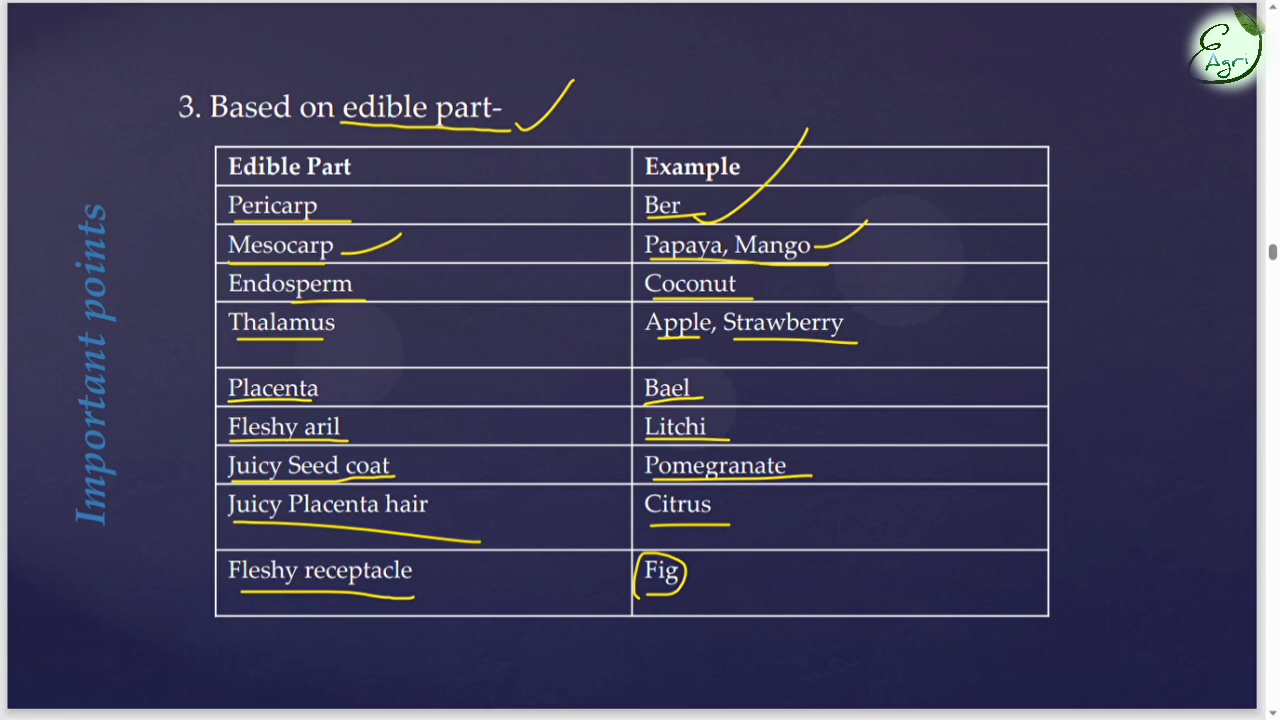 E
Agri
3. Based on edible part-
Important points
Edible Part Example
Pericarp Ber
Mesocarp Papaya, Mango
Endosperm Coconut
Thalamus Apple, Strawberry
Placenta Bael
Fleshy aril Litchi
Juicy Seed coat Pomegranate
Juicy Placenta hair Citrus
Fleshy receptacle Fig